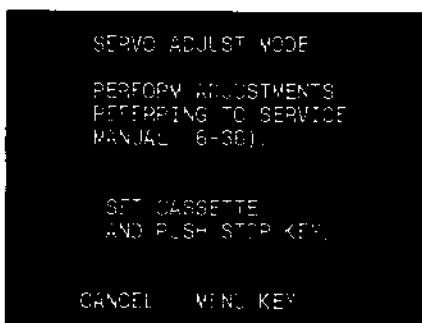 SERVO ADJUST MODE
PERFORM ADJUSTMENTS
REFERRING TO SERVICE
MANUAL (6-30).
SET CASSETTE
AND PUSH STOP KEY.
CANCEL MENU KEY